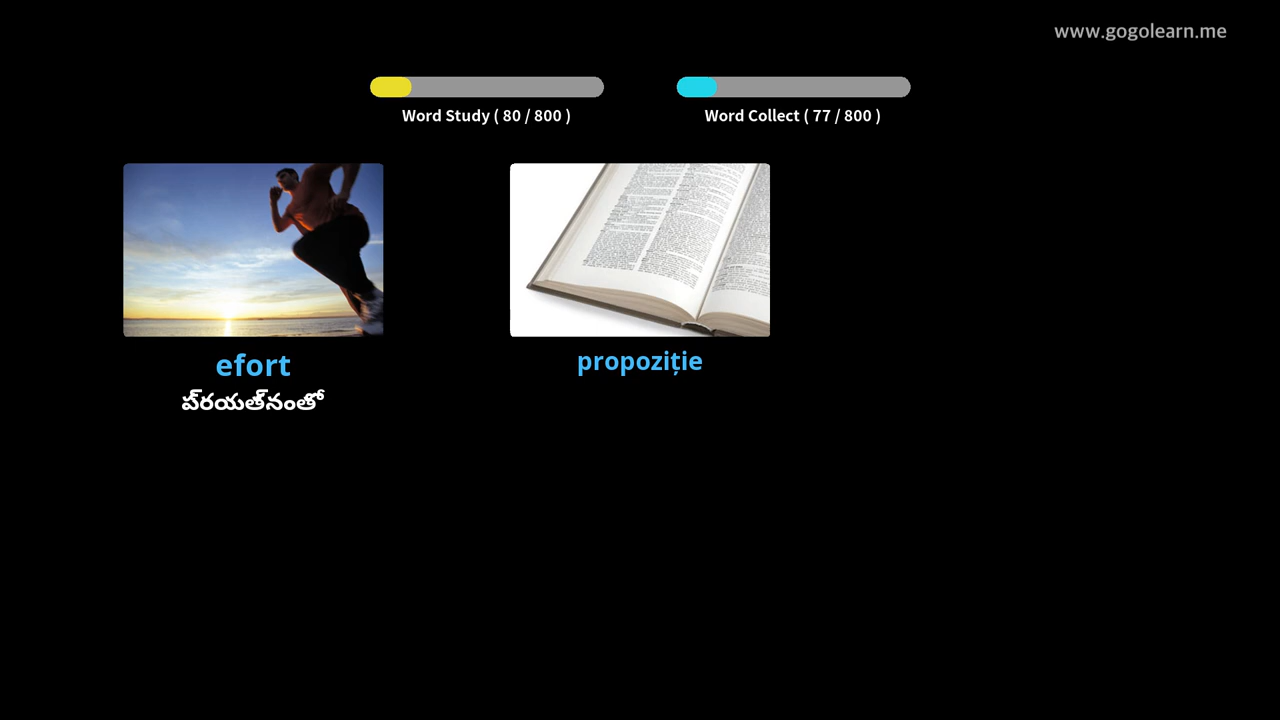 www.gogolearn.me
Word Study ( 80 / 800 )
Word Collect ( 77 / 800 )
efort
ప్రయత్నంతో
propoziție